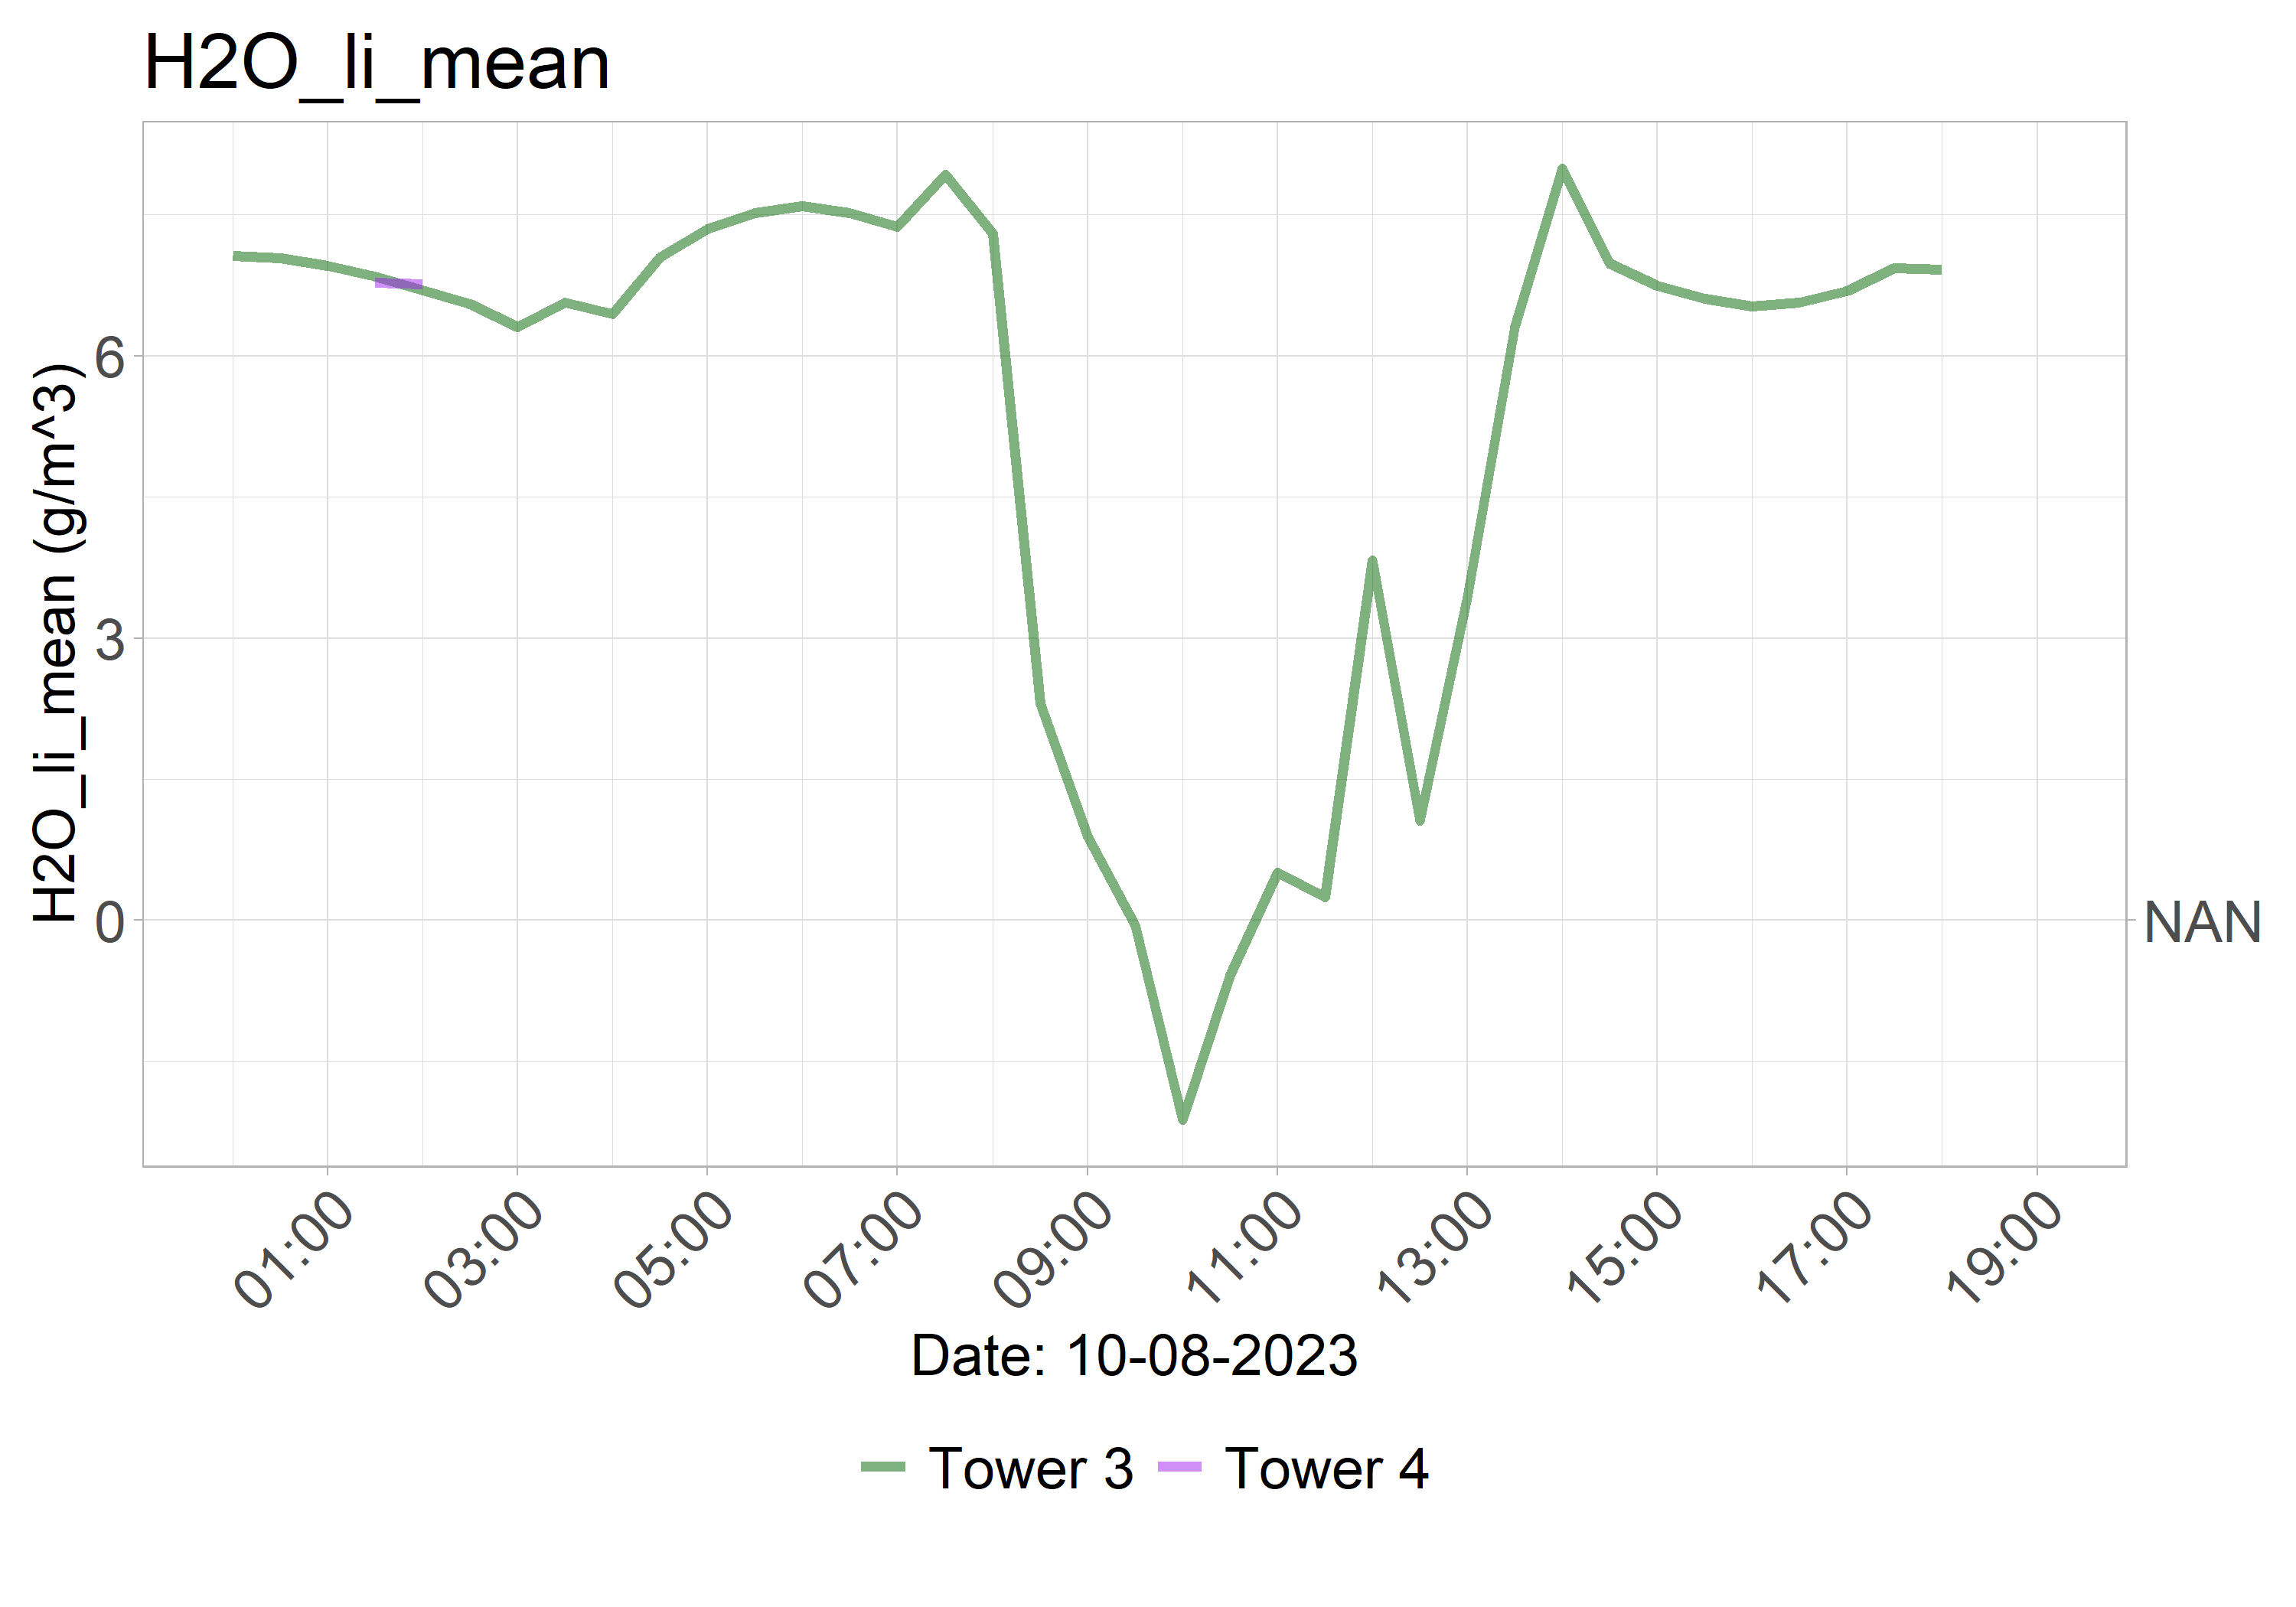 H2O_li_mean
H2O_li_mean (g/m^3)
6
3
0
NAN
01:00
03:00
05:00
07:00
09:00
11:00
13:00
15:00
17:00
19:00
Date: 10-08-2023
Tower 3
Tower 4